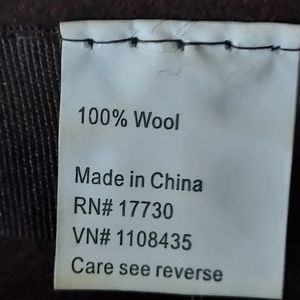 100% Wool
Made in China
RN# 17730
VN# 1108435
Care see reverse